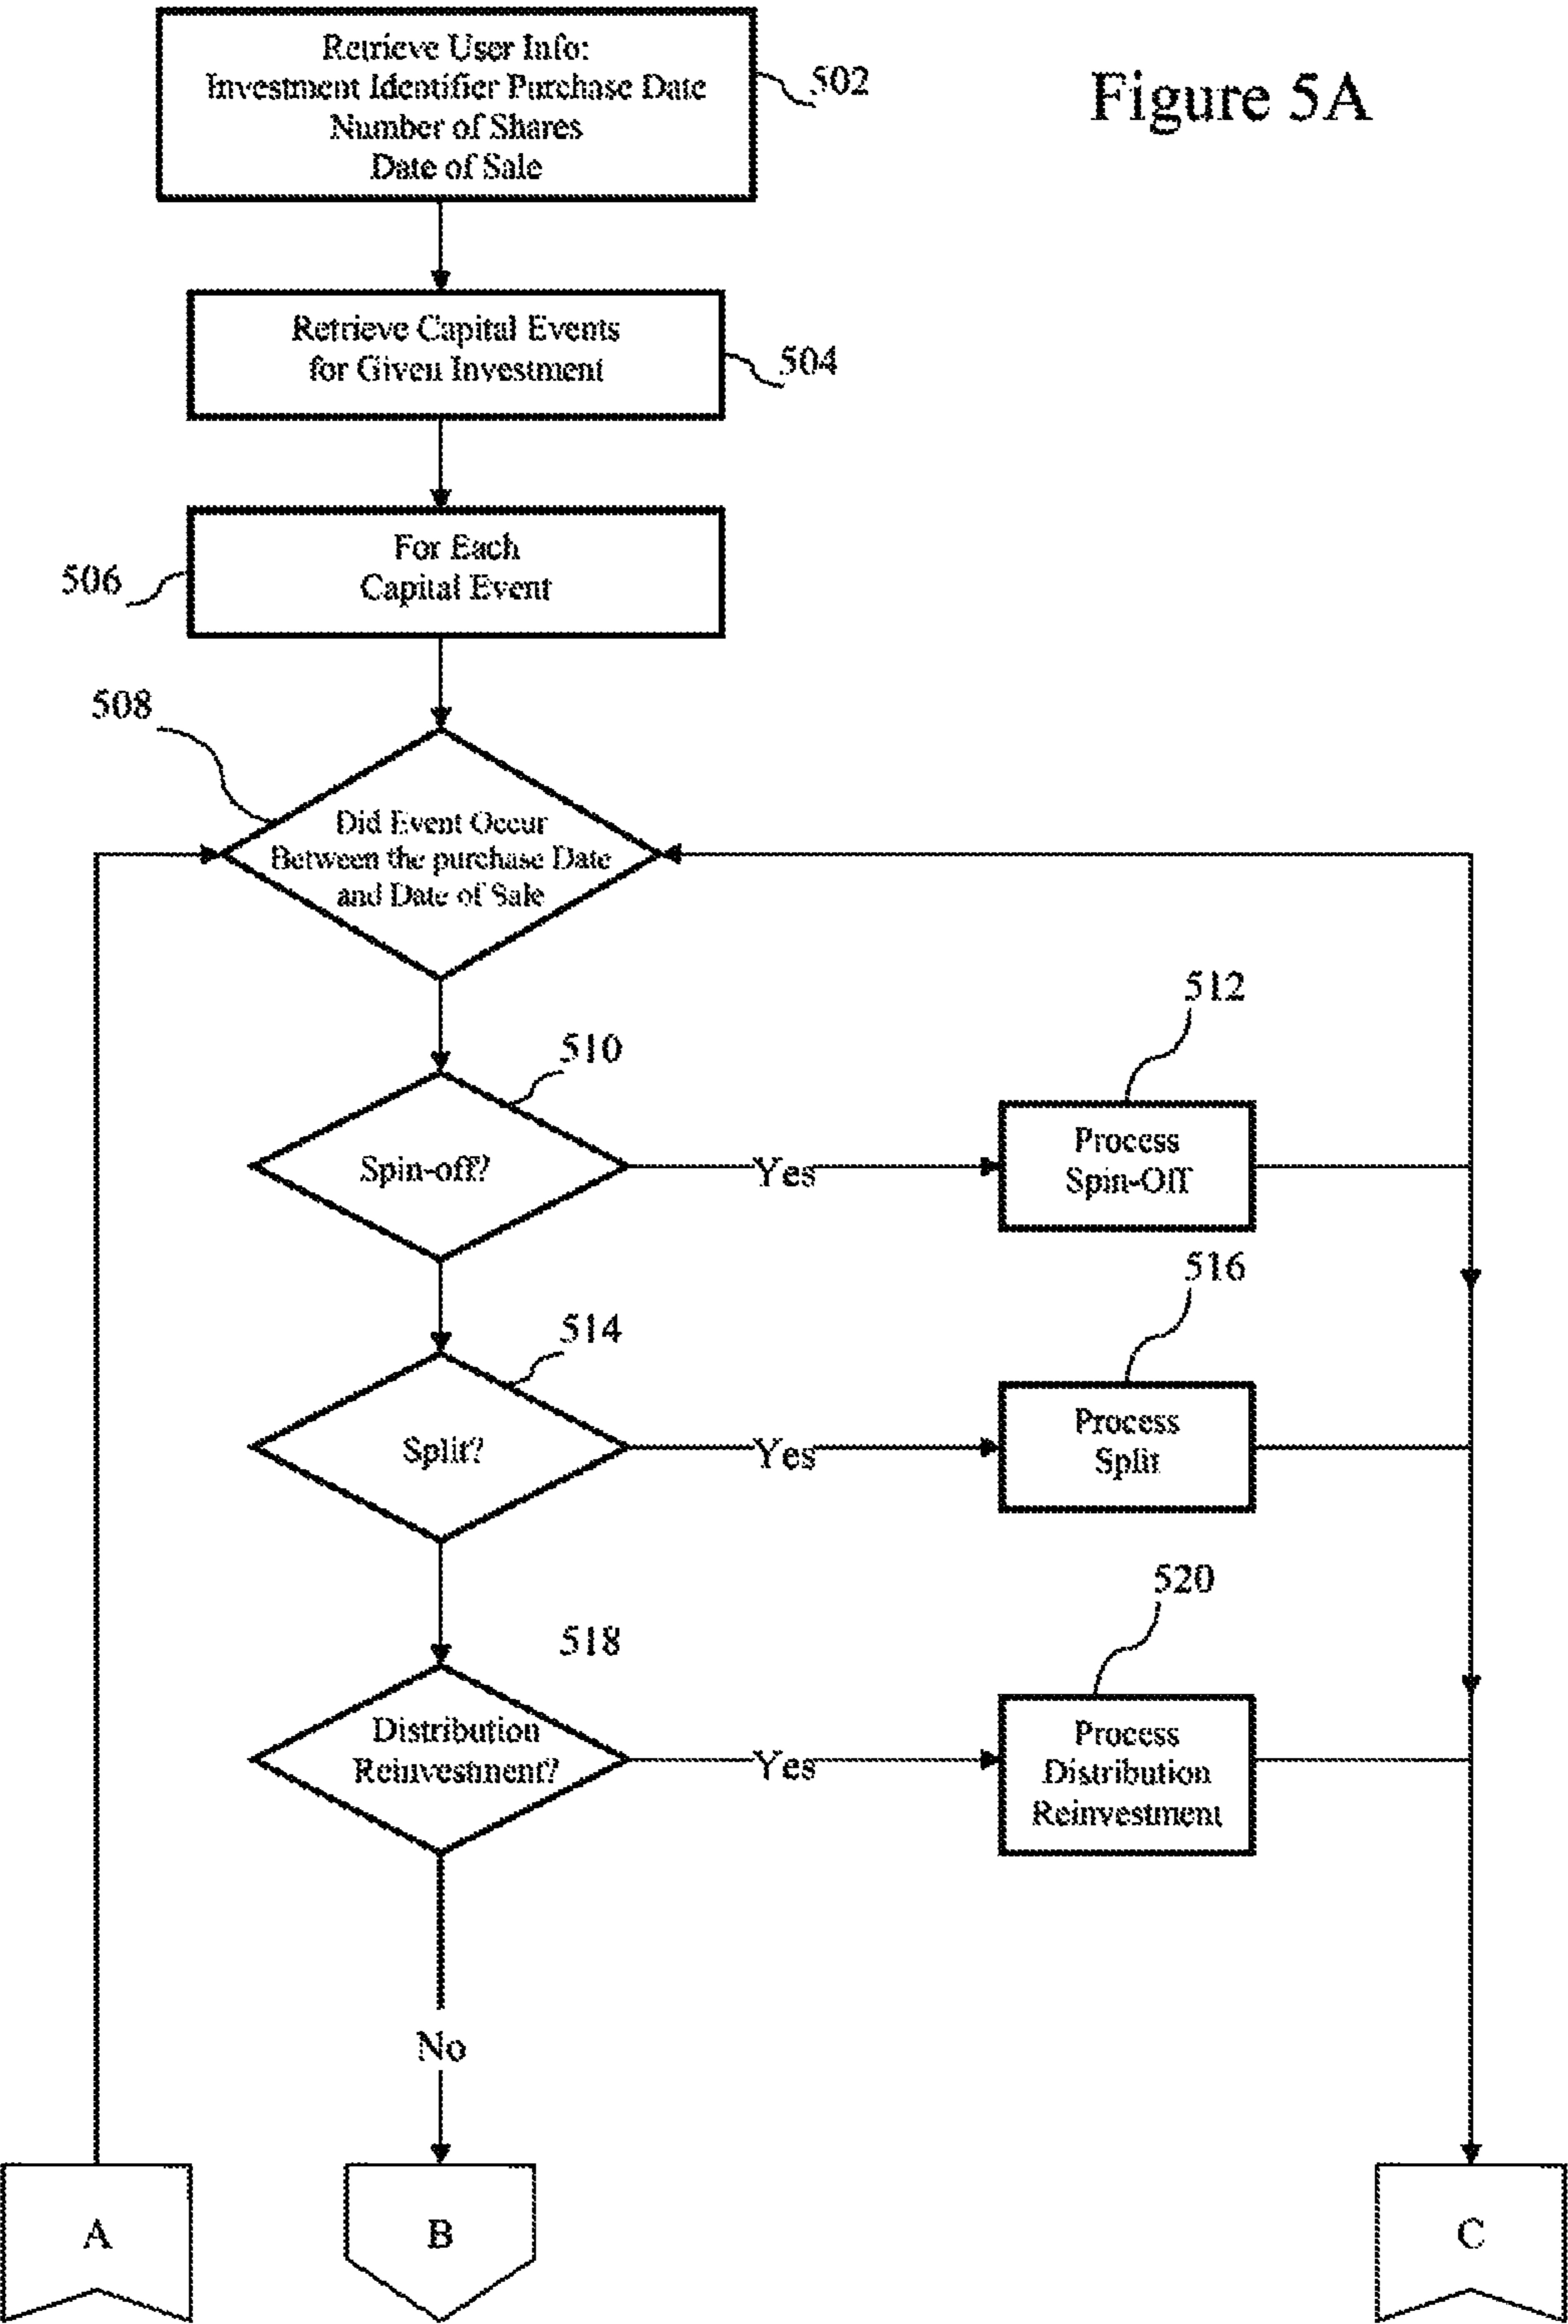 Figure 5A
Retrieve User Info:
Investment Identifier Purchase Date
Number of Shares
Date of Sale
502
Retrieve Capital Events
for Given Investment
504
For Each
Capital Event
506
508
Did Event Occur
Between the purchase Date
and Date of Sale
510
Spin-off?
Yes
512
Process
Spin-Off
514
Split?
Yes
516
Process
Split
518
Distribution
Reinvestment?
Yes
520
Process
Distribution
Reinvestment
No
A
B
C